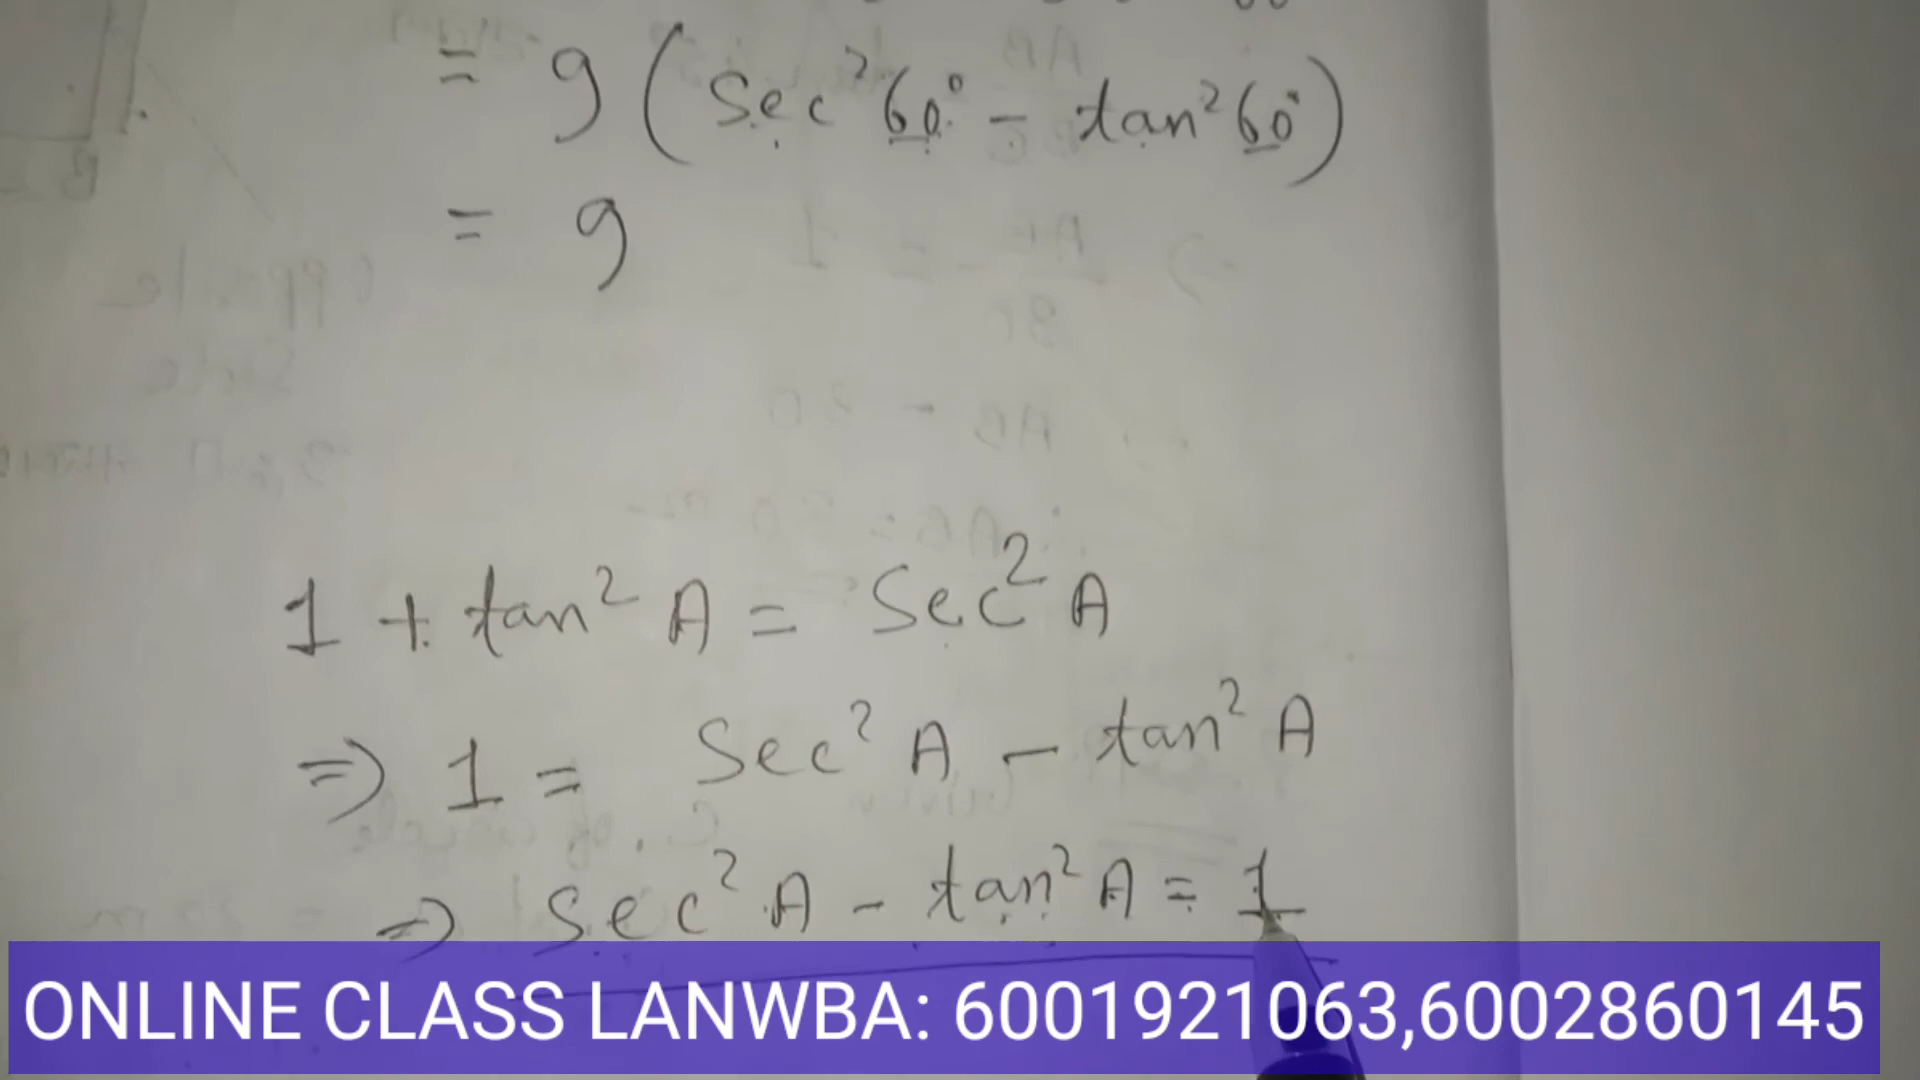 = 9 (Sec²60° - tan²60°)
= 9
1 + tan² A = Sec² A
⇒ 1 = Sec² A - tan² A
⇒ Sec² A - tan² A = 1
ONLINE CLASS LANWBA: 6001921063,6002860145